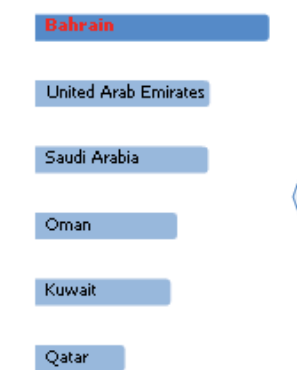 Bahrain
United Arab Emirates
Saudi Arabia
Oman
Kuwait
Qatar